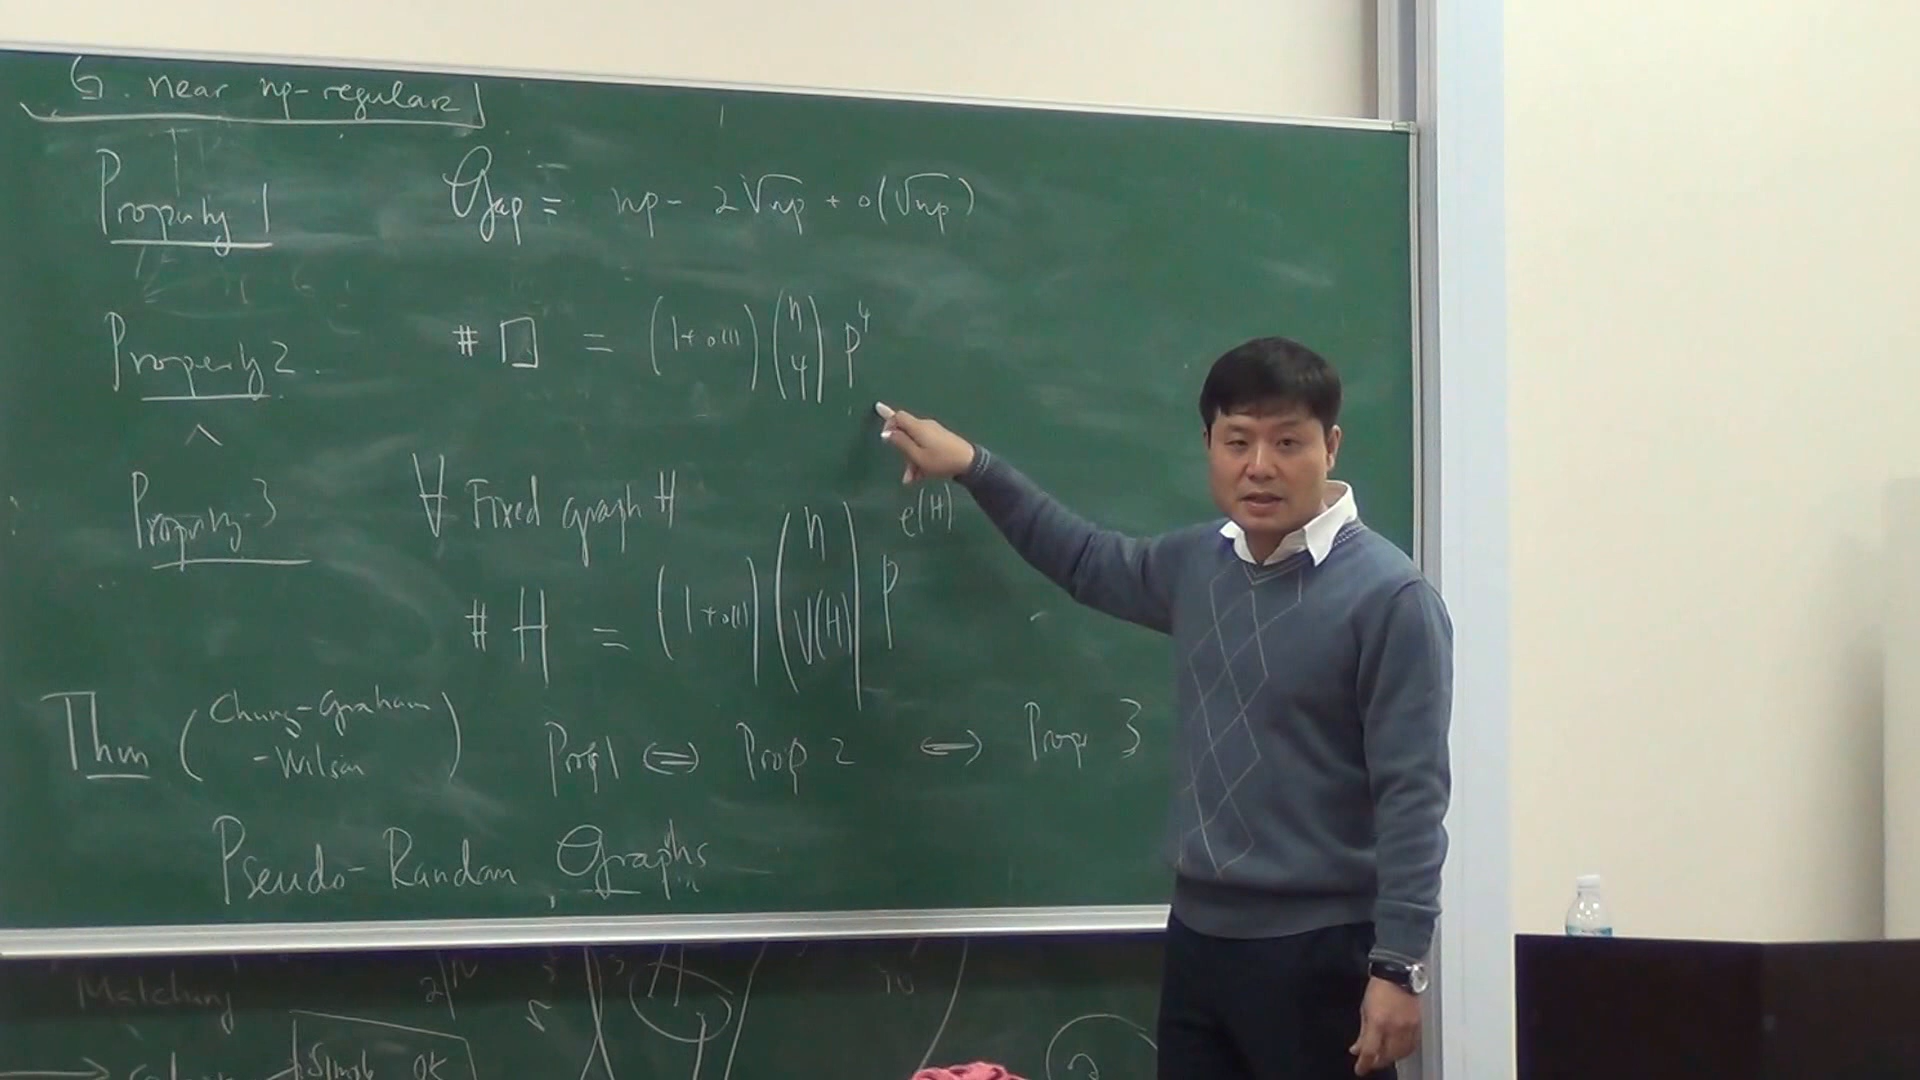 G. near np-regular
Property 1 Gap = np - 2√np + o(√np)
Property 2. # □ = (1+o(1)) (n 4) p^4
^
Property 3 ∀ Fixed graph H
# H = (1+o(1)) (n V(H)) p^e(H)
Thm (Chung-Graham
-Wilson) Prop 1 ⇔ Prop 2 ⇔ Prop 3
Pseudo-Random Graphs
Matching
OK